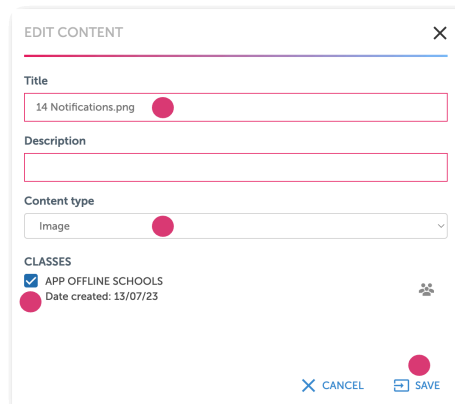 EDIT CONTENT
Title
14 Notifications.png
Description
Content type
Image
CLASSES
APP OFFLINE SCHOOLS
Date created: 13/07/23
CANCEL
SAVE